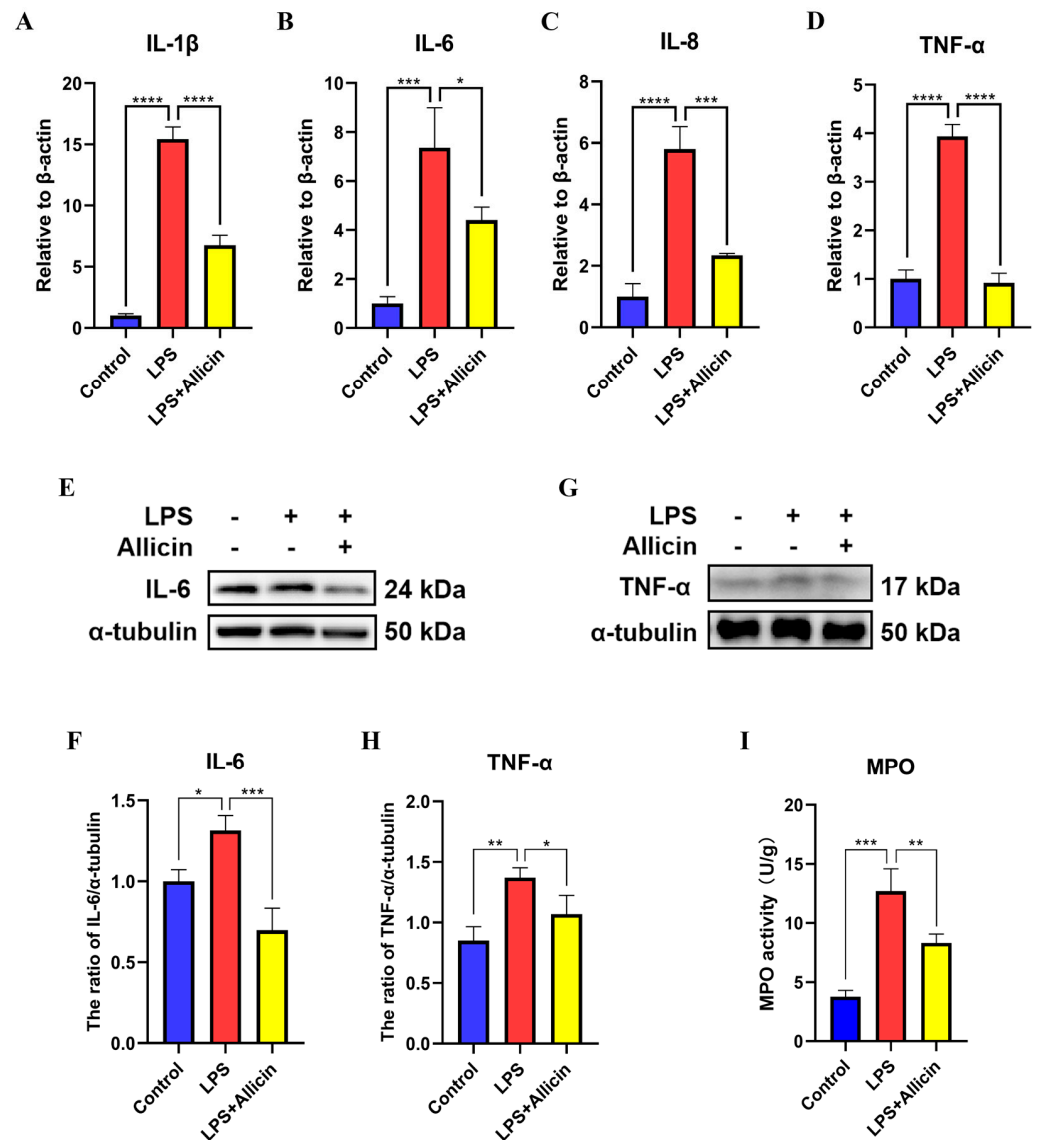 A
IL-1β
Relative to β-actin
20
15
10
5
0
**** ****
Control
LPS
LPS+Allicin
B
IL-6
Relative to β-actin
10
8
6
4
2
0
*** *
Control
LPS
LPS+Allicin
C
IL-8
Relative to β-actin
8
6
4
2
0
**** ***
Control
LPS
LPS+Allicin
D
TNF-α
Relative to β-actin
5
4
3
2
1
0
**** ****
Control
LPS
LPS+Allicin
E
LPS - + +
Allicin - - +
IL-6 24 kDa
α-tubulin 50 kDa
G
LPS - + +
Allicin - - +
TNF-α 17 kDa
α-tubulin 50 kDa
F
IL-6
The ratio of IL-6/α-tubulin
1.5
1.0
0.5
0.0
* ***
Control
LPS
LPS+Allicin
H
TNF-α
The ratio of TNF-α/α-tubulin
2.0
1.5
1.0
0.5
0.0
** *
Control
LPS
LPS+Allicin
I
MPO
MPO activity（U/g）
20
15
10
5
0
*** **
Control
LPS
LPS+Allicin